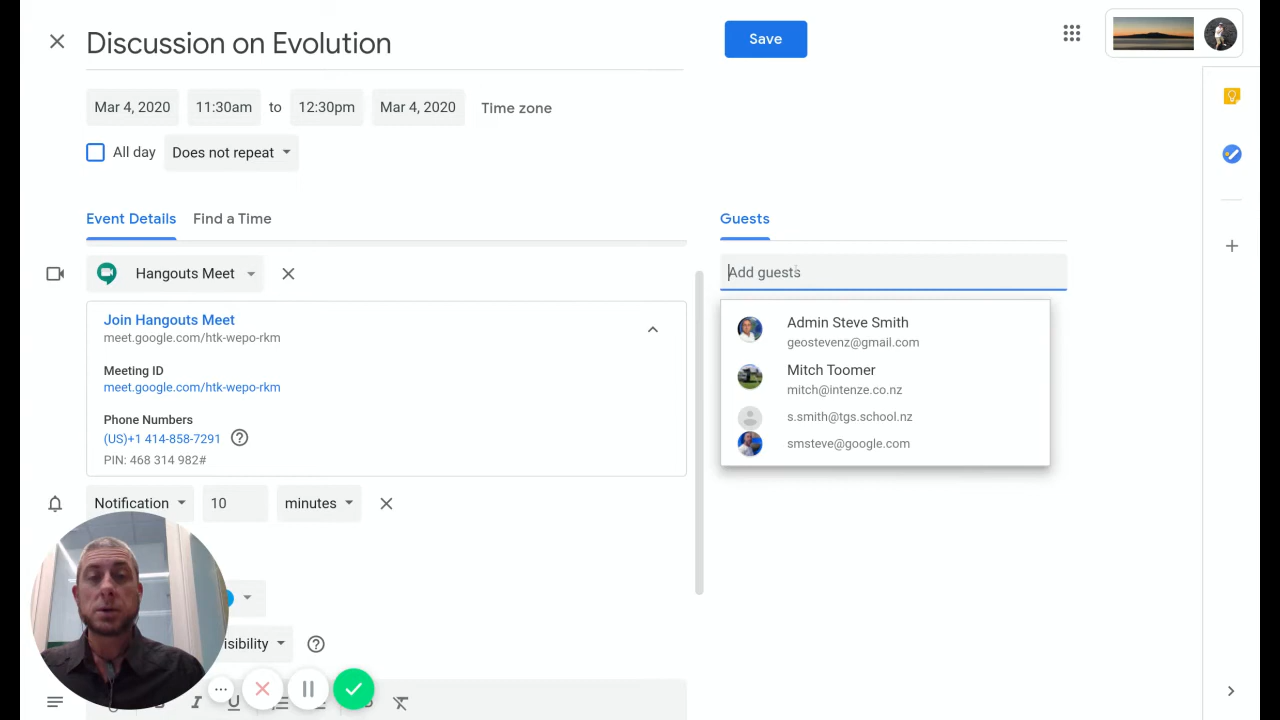 Discussion on Evolution
Save
Mar 4, 2020 11:30am to 12:30pm Mar 4, 2020 Time zone
All day Does not repeat
Event Details Find a Time
Guests
Hangouts Meet
Add guests
Join Hangouts Meet
meet.google.com/htk-wepo-rkm
Meeting ID
meet.google.com/htk-wepo-rkm
Phone Numbers
(US)+1 414-858-7291
PIN: 468 314 982#
Admin Steve Smith
geostevenz@gmail.com
Mitch Toomer
mitch@intenze.co.nz
s.smith@tgs.school.nz
smsteve@google.com
Notification 10 minutes
isibility